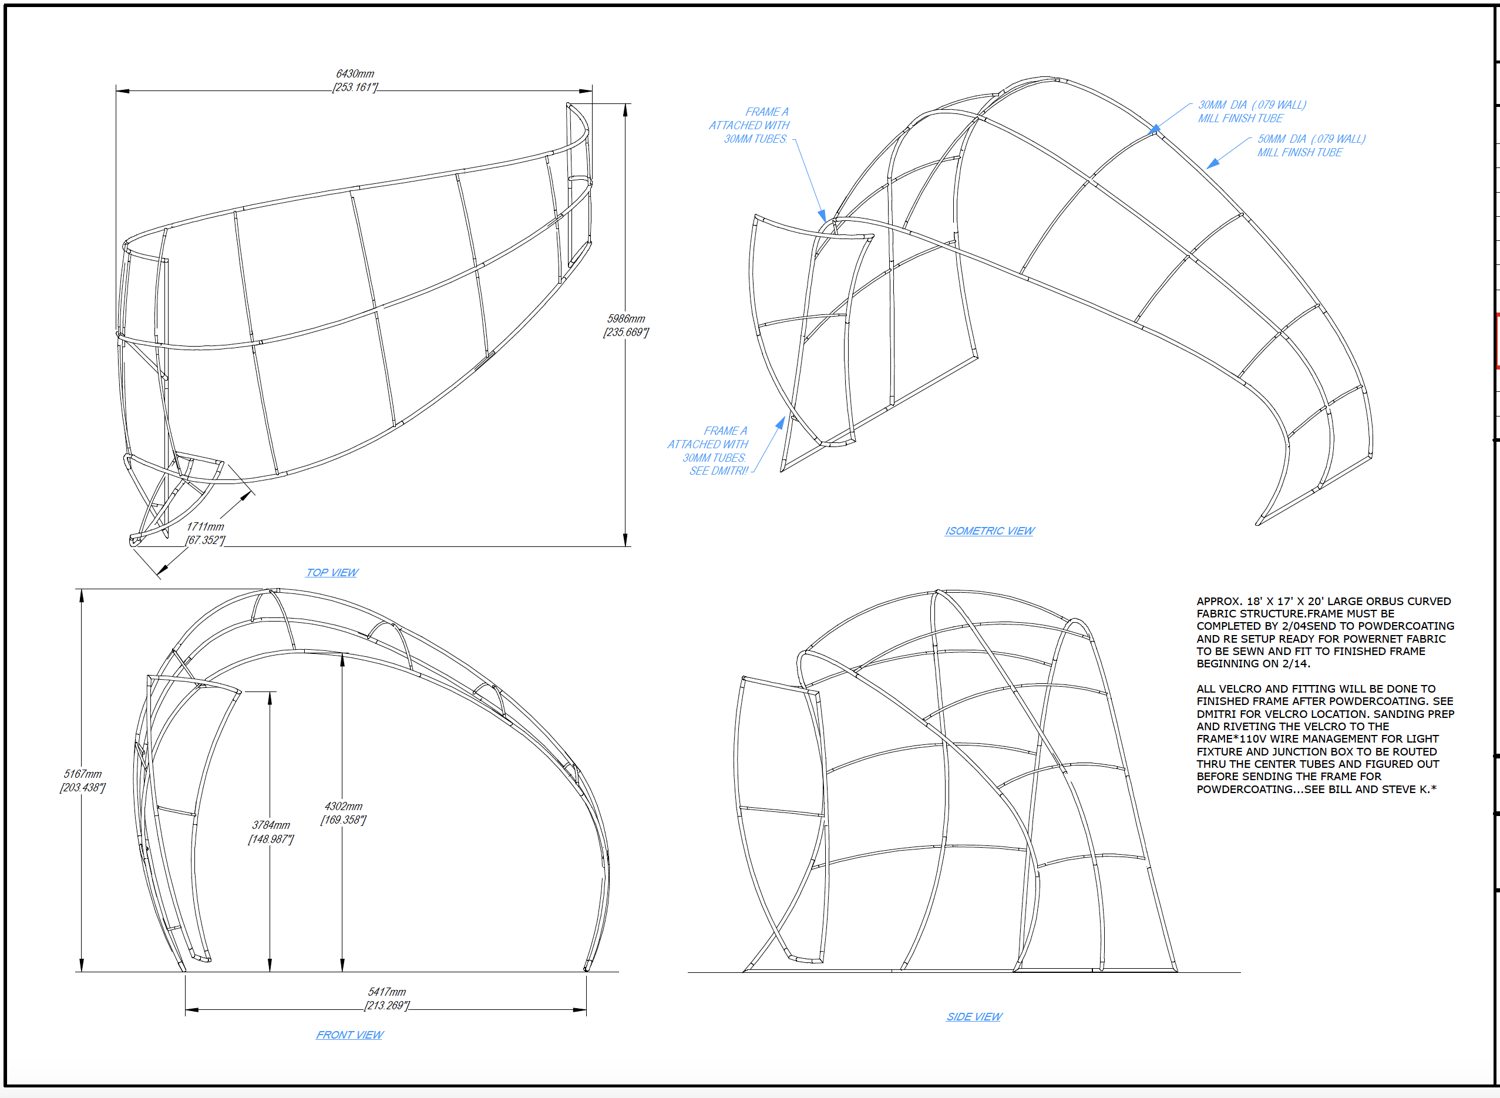 6430mm
[253.161"]
5986mm
[235.669"]
1711mm
[67.352"]
TOP VIEW
FRAME A
ATTACHED WITH
30MM TUBES.
30MM DIA (.079 WALL)
MILL FINISH TUBE
50MM DIA (.079 WALL)
MILL FINISH TUBE
FRAME A
ATTACHED WITH
30MM TUBES.
SEE DMITRI!
ISOMETRIC VIEW
5167mm
[203.438"]
3784mm
[148.987"]
4302mm
[169.358"]
5417mm
[213.269"]
FRONT VIEW
SIDE VIEW
APPROX. 18' X 17' X 20' LARGE ORBUS CURVED
FABRIC STRUCTURE.FRAME MUST BE
COMPLETED BY 2/04SEND TO POWDERCOATING
AND RE SETUP READY FOR POWERNET FABRIC
TO BE SEWN AND FIT TO FINISHED FRAME
BEGINNING ON 2/14.
ALL VELCRO AND FITTING WILL BE DONE TO
FINISHED FRAME AFTER POWDERCOATING. SEE
DMITRI FOR VELCRO LOCATION. SANDING PREP
AND RIVETING THE VELCRO TO THE
FRAME*110V WIRE MANAGEMENT FOR LIGHT
FIXTURE AND JUNCTION BOX TO BE ROUTED
THRU THE CENTER TUBES AND FIGURED OUT
BEFORE SENDING THE FRAME FOR
POWDERCOATING...SEE BILL AND STEVE K.*